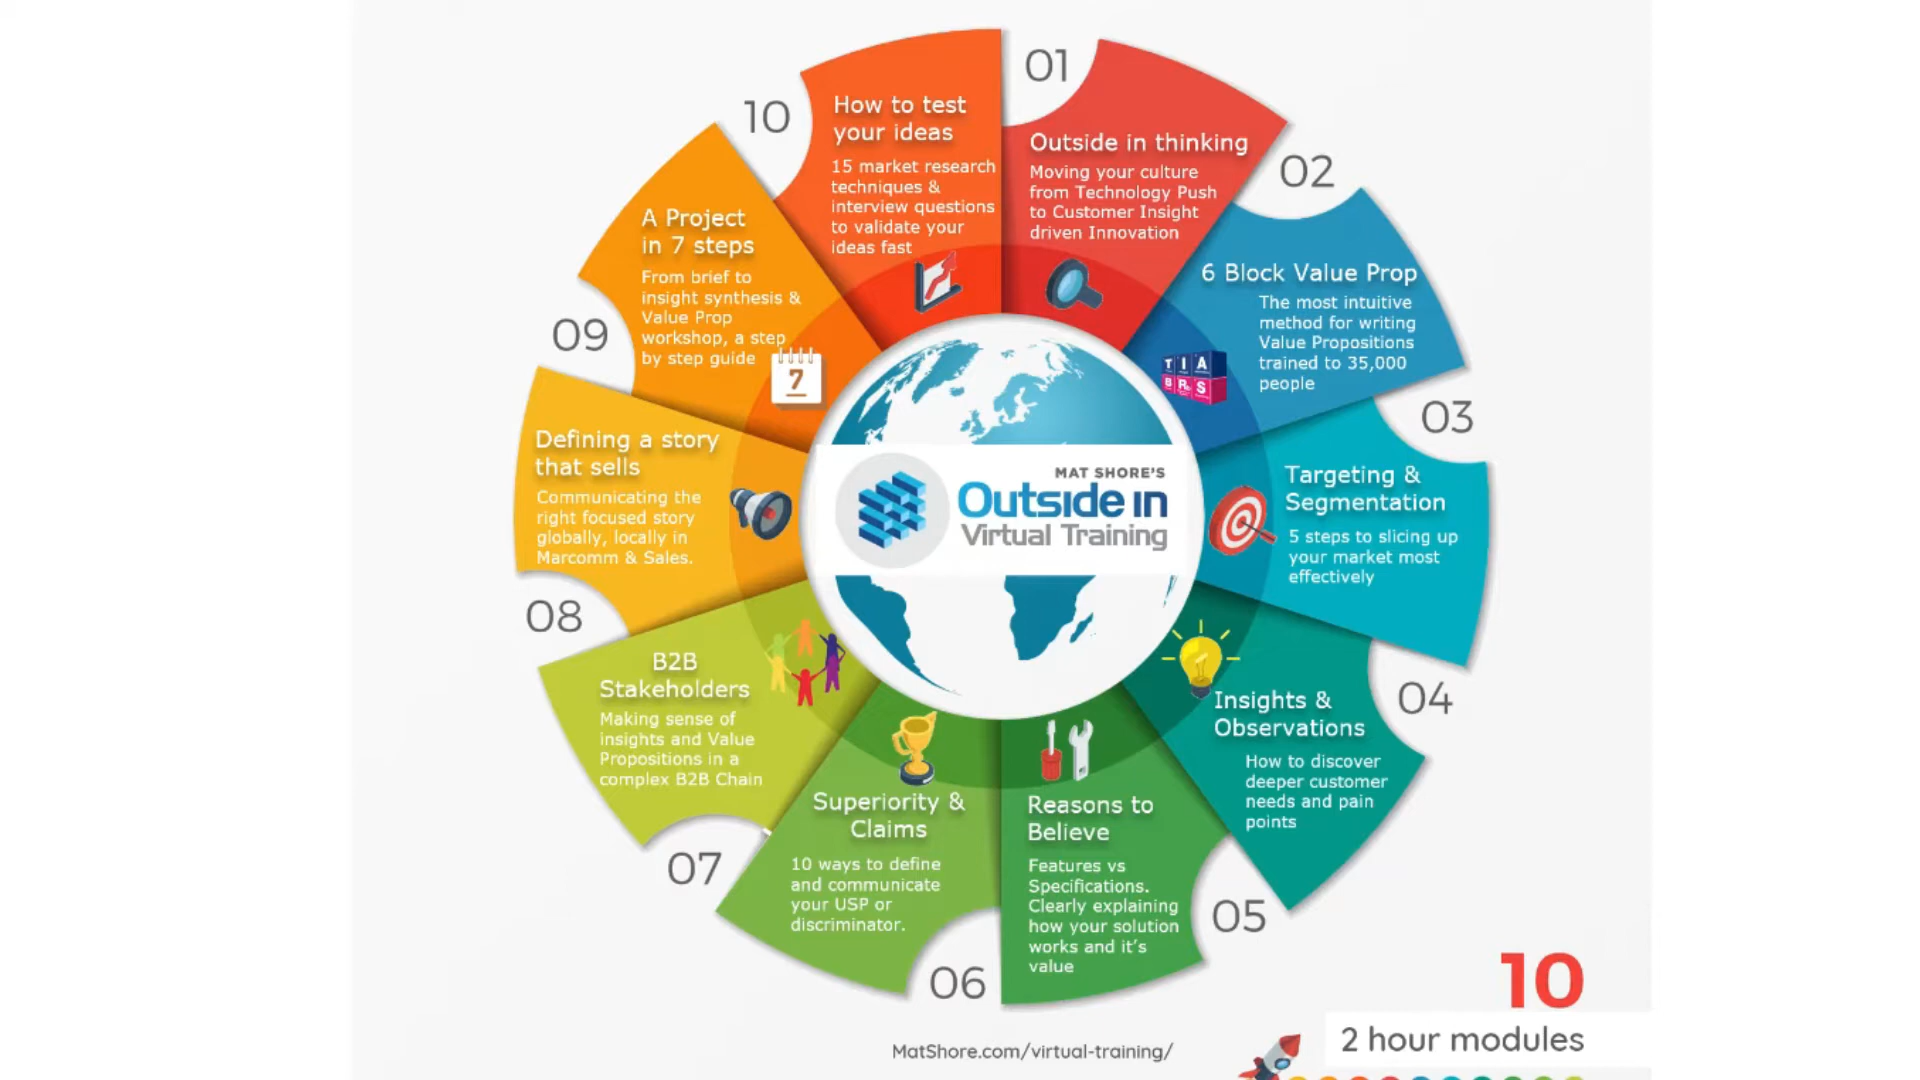 01
Outside in thinking
Moving your culture
from Technology Push
to Customer Insight
driven Innovation
02
6 Block Value Prop
The most intuitive
method for writing
Value Propositions
trained to 35,000
people
T I A
B Rs S
03
Targeting &
Segmentation
5 steps to slicing up
your market most
effectively
04
Insights &
Observations
How to discover
deeper customer
needs and pain
points
05
Reasons to
Believe
Features vs
Specifications.
Clearly explaining
how your solution
works and it's
value
06
Superiority &
Claims
10 ways to define
and communicate
your USP or
discriminator.
07
B2B
Stakeholders
Making sense of
insights and Value
Propositions in a
complex B2B Chain
08
Defining a story
that sells
Communicating the
right focused story
globally, locally in
Marcomm & Sales.
09
A Project
in 7 steps
From brief to
insight synthesis &
Value Prop
workshop, a step
by step guide
7
10
How to test
your ideas
15 market research
techniques &
interview questions
to validate your
ideas fast
MAT SHORE'S
Outside in
Virtual Training
MatShore.com/virtual-training/
10
2 hour modules